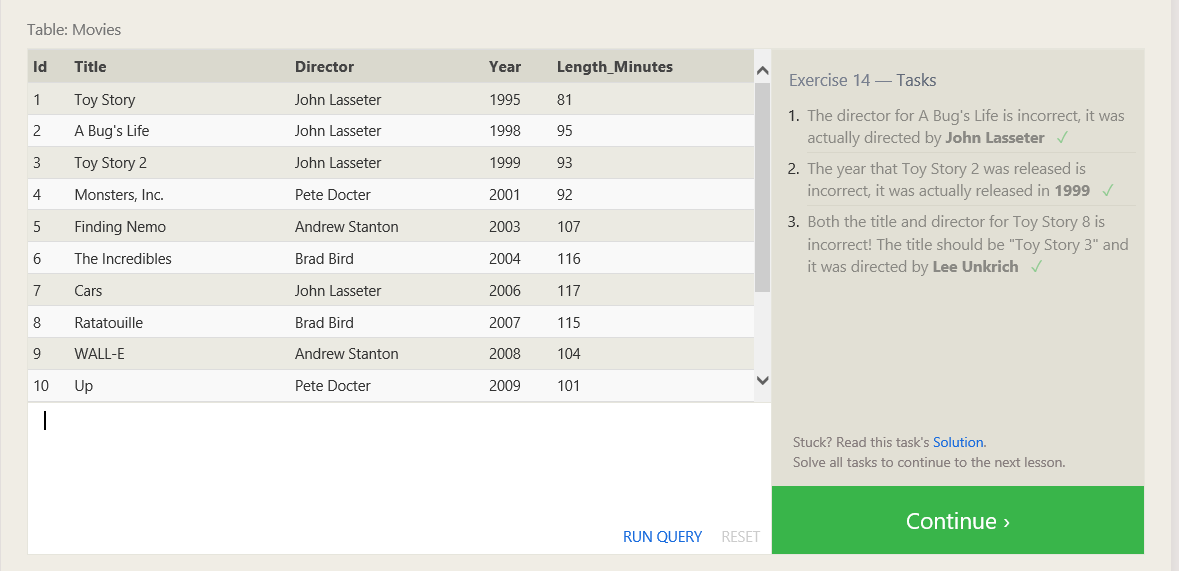 Table: Movies
Id Title Director Year Length_Minutes
1 Toy Story John Lasseter 1995 81
2 A Bug's Life John Lasseter 1998 95
3 Toy Story 2 John Lasseter 1999 93
4 Monsters, Inc. Pete Docter 2001 92
5 Finding Nemo Andrew Stanton 2003 107
6 The Incredibles Brad Bird 2004 116
7 Cars John Lasseter 2006 117
8 Ratatouille Brad Bird 2007 115
9 WALL-E Andrew Stanton 2008 104
10 Up Pete Docter 2009 101
RUN QUERY RESET
Exercise 14 — Tasks
1. The director for A Bug's Life is incorrect, it was
actually directed by John Lasseter ✓
2. The year that Toy Story 2 was released is
incorrect, it was actually released in 1999 ✓
3. Both the title and director for Toy Story 8 is
incorrect! The title should be "Toy Story 3" and
it was directed by Lee Unkrich ✓
Stuck? Read this task's Solution.
Solve all tasks to continue to the next lesson.
Continue ›